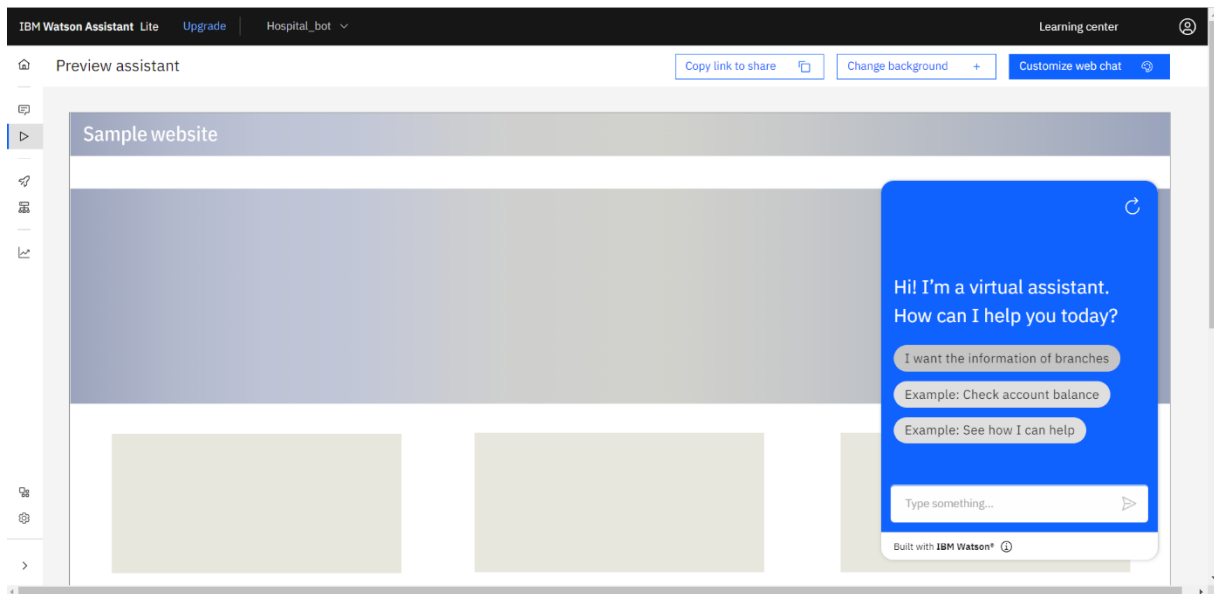 IBM Watson Assistant Lite Upgrade Hospital_bot Learning center
Preview assistant Copy link to share Change background + Customize web chat
Sample website
Hi! I'm a virtual assistant.
How can I help you today?
I want the information of branches
Example: Check account balance
Example: See how I can help
Type something...
Built with IBM Watson®